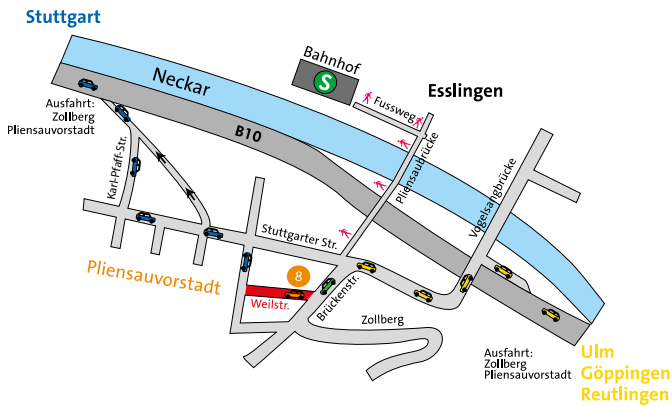 Stuttgart
Neckar
Bahnhof
S
Fussweg
Esslingen
Ausfahrt:
Zollberg
Pliensauvorstadt
B10
Karl-Pfaff-Str.
Pliensaubrücke
Vogelsangbrücke
Stuttgarter Str.
Pliensauvorstadt
8
Weilstr.
Brückenstr.
Zollberg
Ausfahrt:
Zollberg
Pliensauvorstadt
Ulm
Göppingen
Reutlingen